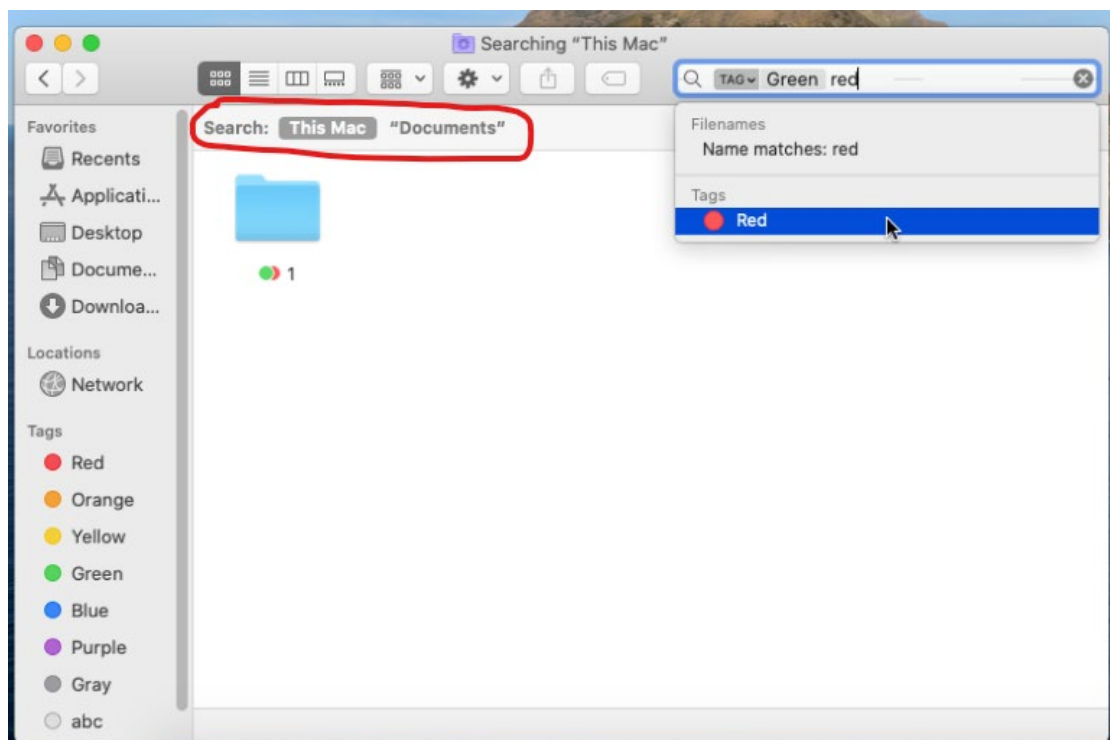 Searching "This Mac"
TAG Green red
Favorites
Recents
Applicati...
Desktop
Docume...
Downloa...
Locations
Network
Tags
Red
Orange
Yellow
Green
Blue
Purple
Gray
abc
Search: This Mac "Documents"
1
Filenames
Name matches: red
Tags
Red